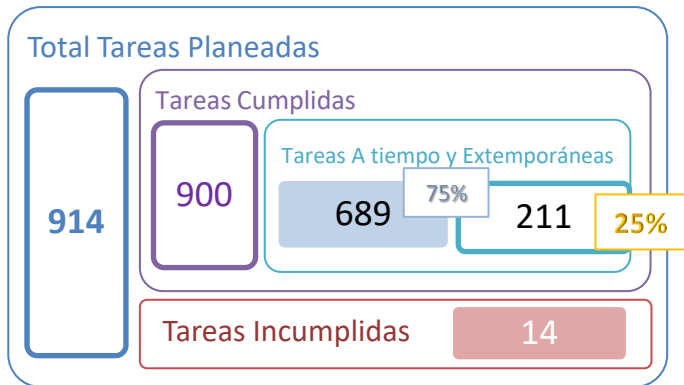 Total Tareas Planeadas
914
Tareas Cumplidas
900
Tareas A tiempo y Extemporáneas
689
75%
211
25%
Tareas Incumplidas
14